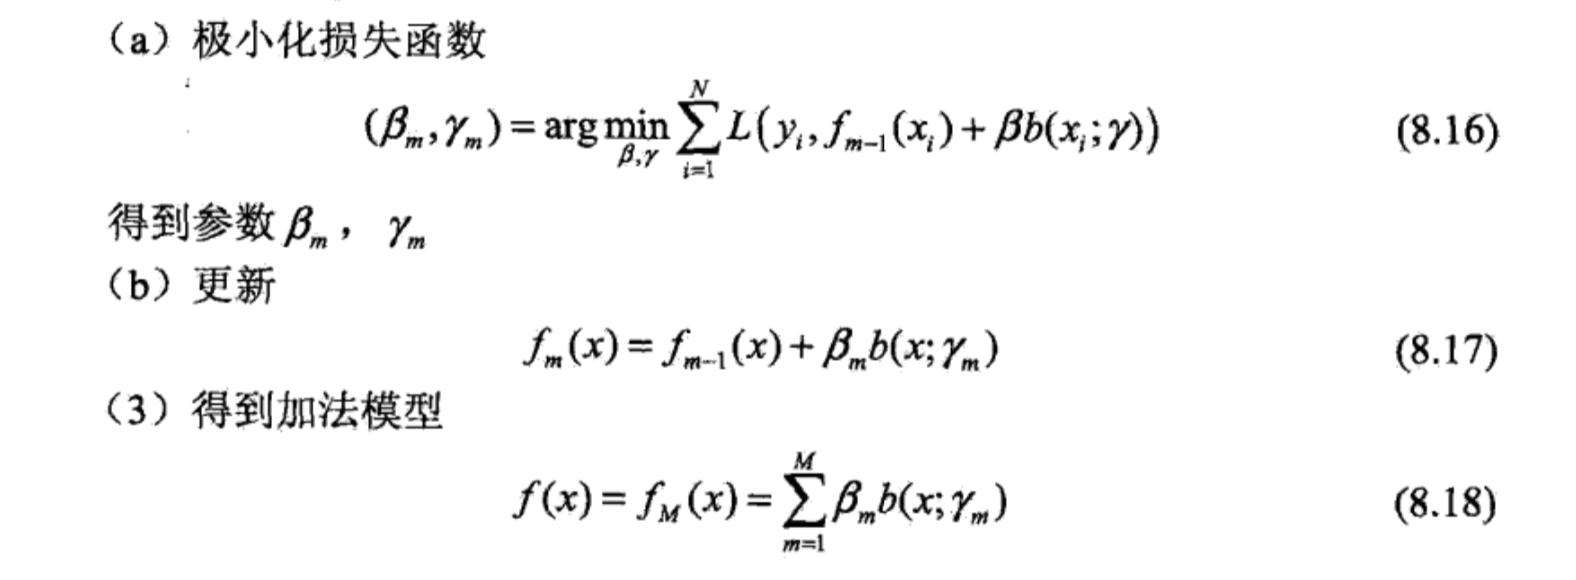 （a）极小化损失函数
(β_m, γ_m) = arg min_{β,γ} ∑_{i=1}^{N} L(y_i, f_{m−1}(x_i) + βb(x_i; γ)) (8.16)
得到参数 β_m， γ_m
（b）更新
f_m(x) = f_{m−1}(x) + β_m b(x; γ_m) (8.17)
（3）得到加法模型
f(x) = f_M(x) = ∑_{m=1}^{M} β_m b(x; γ_m) (8.18)